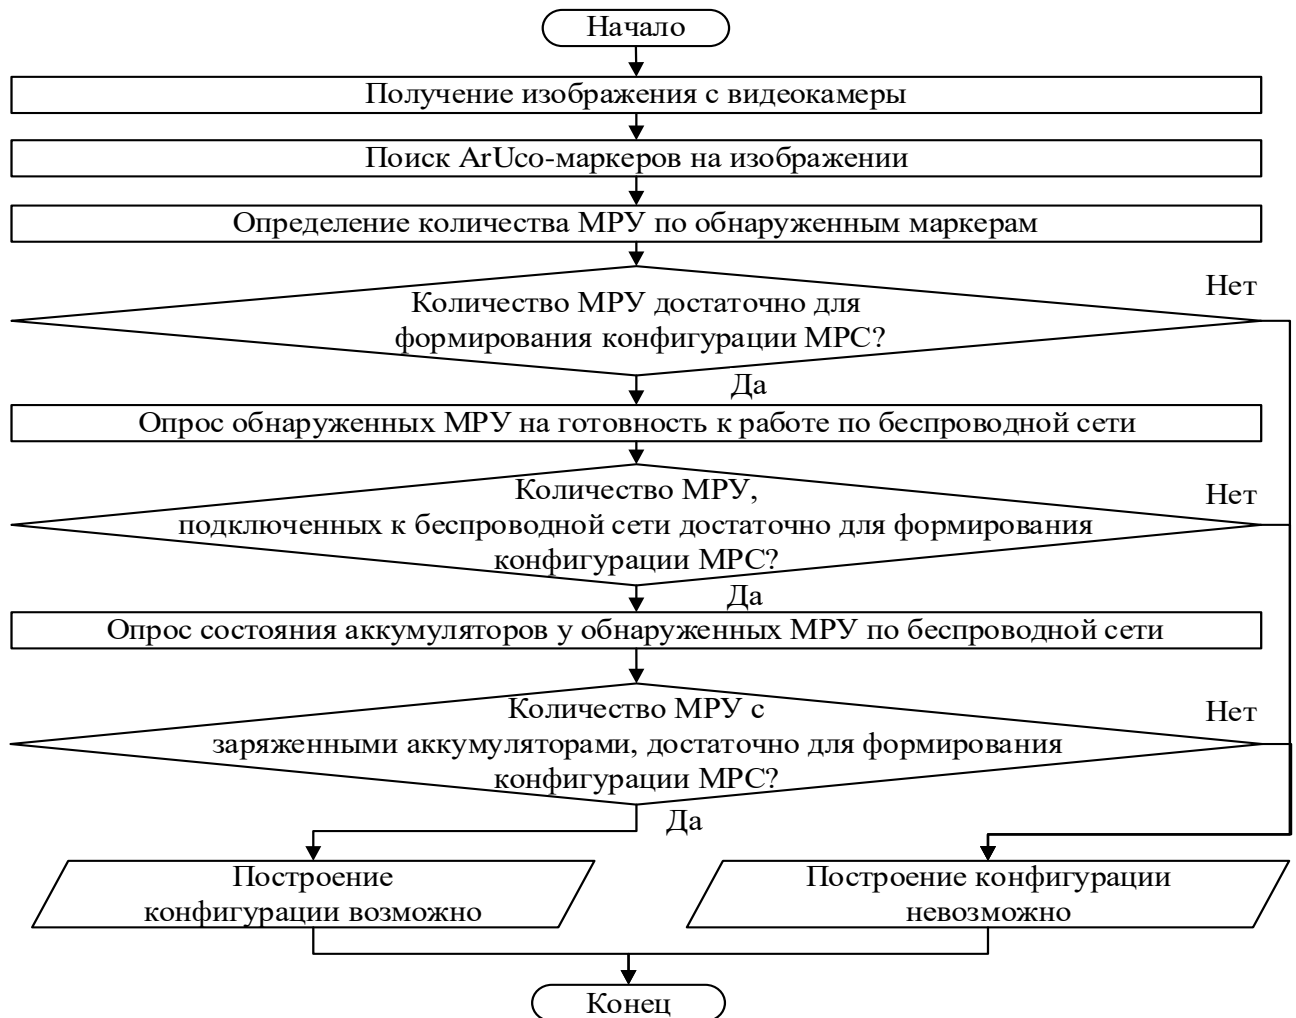 Начало
Получение изображения с видеокамеры
Поиск ArUco-маркеров на изображении
Определение количества МРУ по обнаруженным маркерам
Количество МРУ достаточно для
формирования конфигурации МРС?
Нет
Да
Опрос обнаруженных МРУ на готовность к работе по беспроводной сети
Количество МРУ,
подключенных к беспроводной сети достаточно для формирования
конфигурации МРС?
Нет
Да
Опрос состояния аккумуляторов у обнаруженных МРУ по беспроводной сети
Количество МРУ с
заряженными аккумуляторами, достаточно для формирования
конфигурации МРС?
Нет
Да
Построение
конфигурации возможно
Построение конфигурации
невозможно
Конец